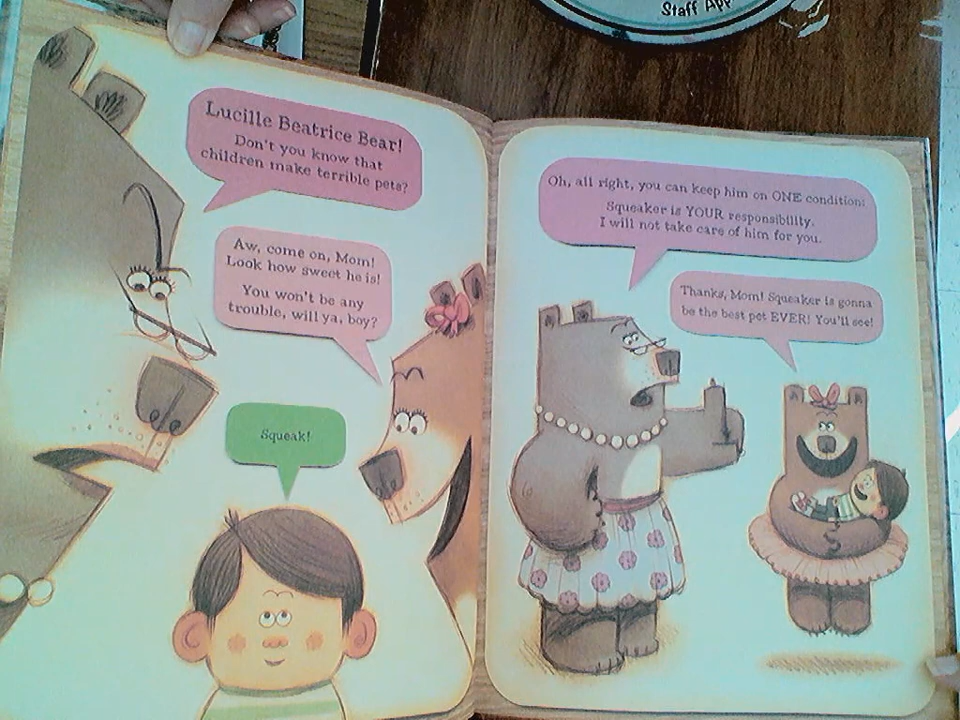 Staff App
Lucille Beatrice Bear!
Don't you know that
children make terrible pets?
Aw, come on, Mom!
Look how sweet he is!
You won't be any
trouble, will ya, boy?
Squeak!
Oh, all right, you can keep him on ONE condition:
Squeaker is YOUR responsibility.
I will not take care of him for you.
Thanks, Mom! Squeaker is gonna
be the best pet EVER! You'll see!